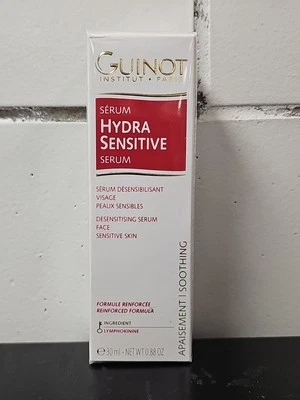 GUINOT
INSTITUT • PARIS
SÉRUM
HYDRA
SENSITIVE
SERUM
SÉRUM DÉSENSIBILISANT
VISAGE
PEAUX SENSIBLES
DESENSITISING SERUM
FACE
SENSITIVE SKIN
APAISEMENT | SOOTHING
FORMULE RENFORCÉE
REINFORCED FORMULA
INGREDIENT
LYMPHOKININE
e 30 ml - NET WT 0.88 OZ.